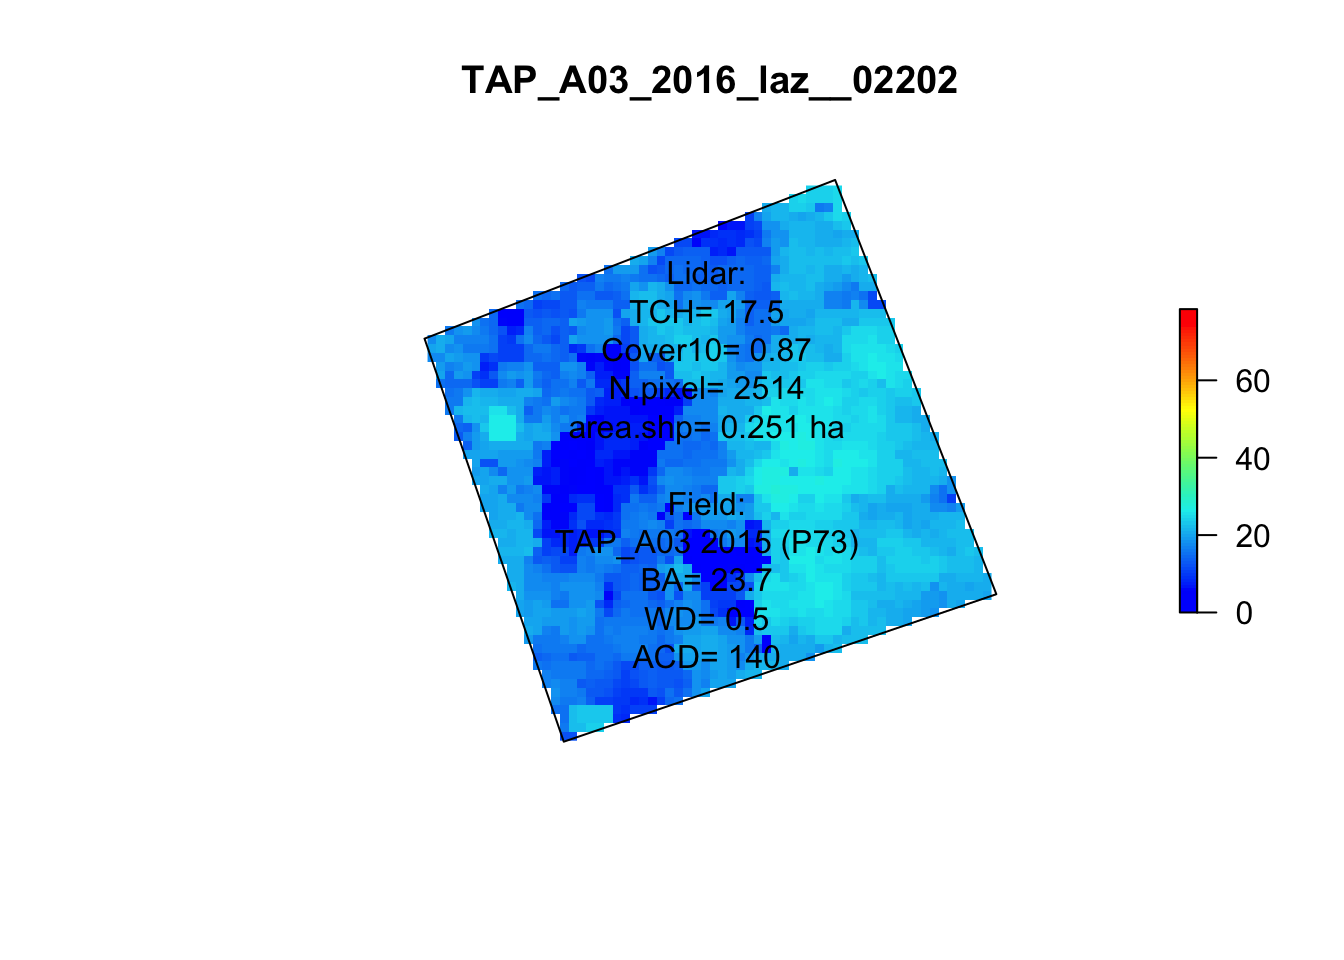 TAP_A03_2016_laz__02202
Lidar:
TCH= 17.5
Cover10= 0.87
N.pixel= 2514
area.shp= 0.251 ha
Field:
TAP_A03 2015 (P73)
BA= 23.7
WD= 0.5
ACD= 140
60
40
20
0